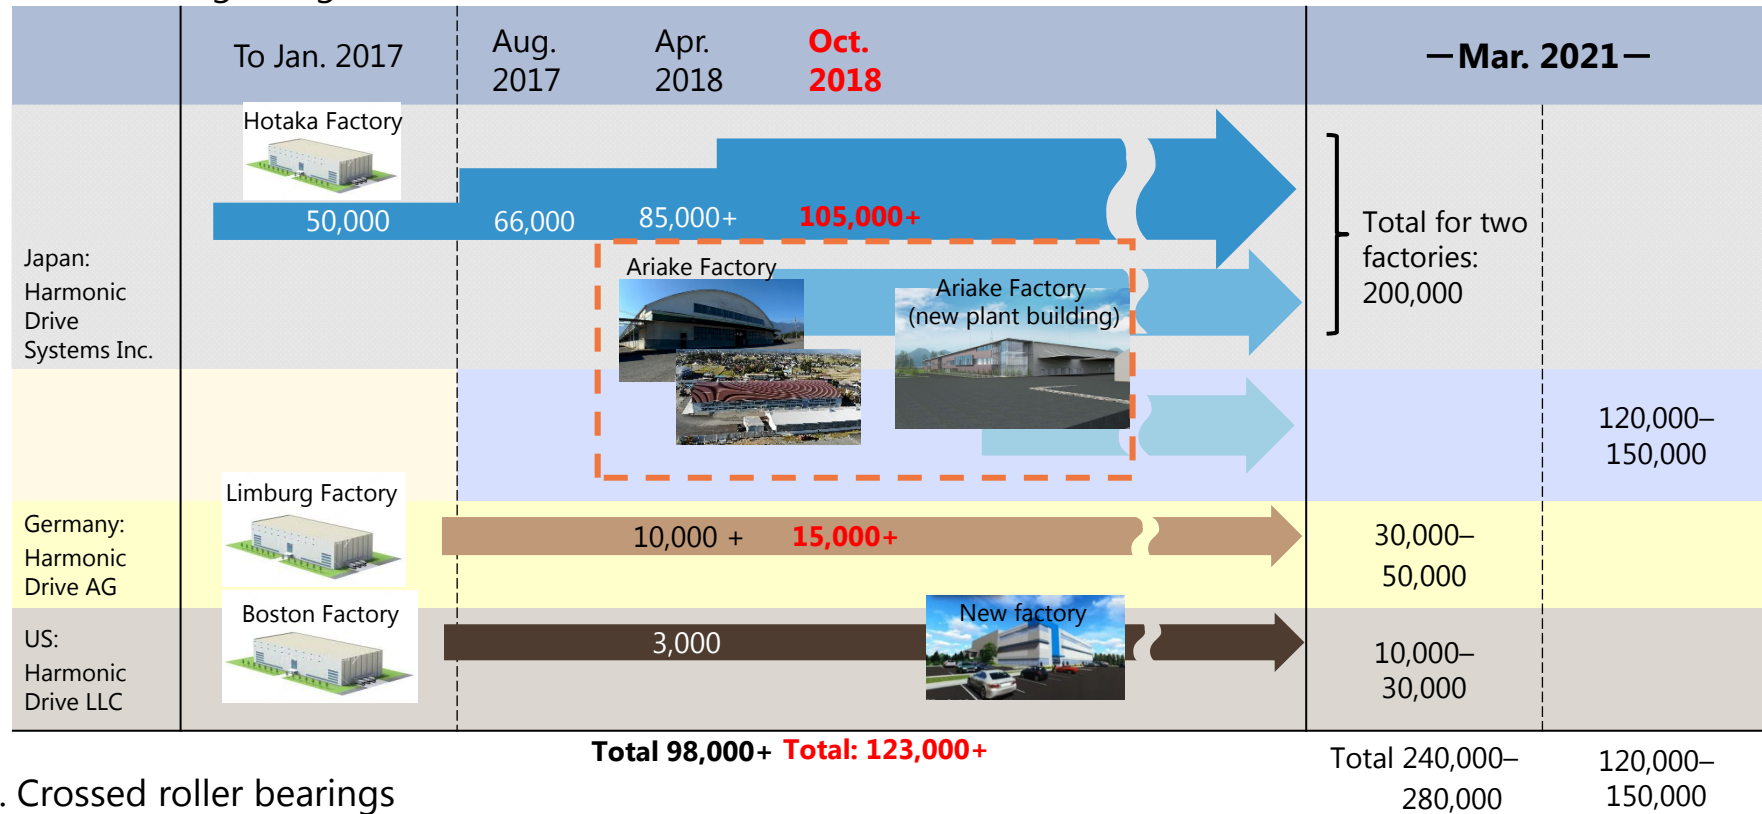 To Jan. 2017
Aug.
2017
Apr.
2018
Oct.
2018
—Mar. 2021—
Hotaka Factory
50,000
66,000
85,000+
105,000+
Japan:
Harmonic
Drive
Systems Inc.
Ariake Factory
Ariake Factory
(new plant building)
Total for two
factories:
200,000
120,000–
150,000
Limburg Factory
Germany:
Harmonic
Drive AG
10,000 +
15,000+
30,000–
50,000
Boston Factory
US:
Harmonic
Drive LLC
3,000
New factory
10,000–
30,000
Total 98,000+ Total: 123,000+
Total 240,000–
280,000
120,000–
150,000
. Crossed roller bearings